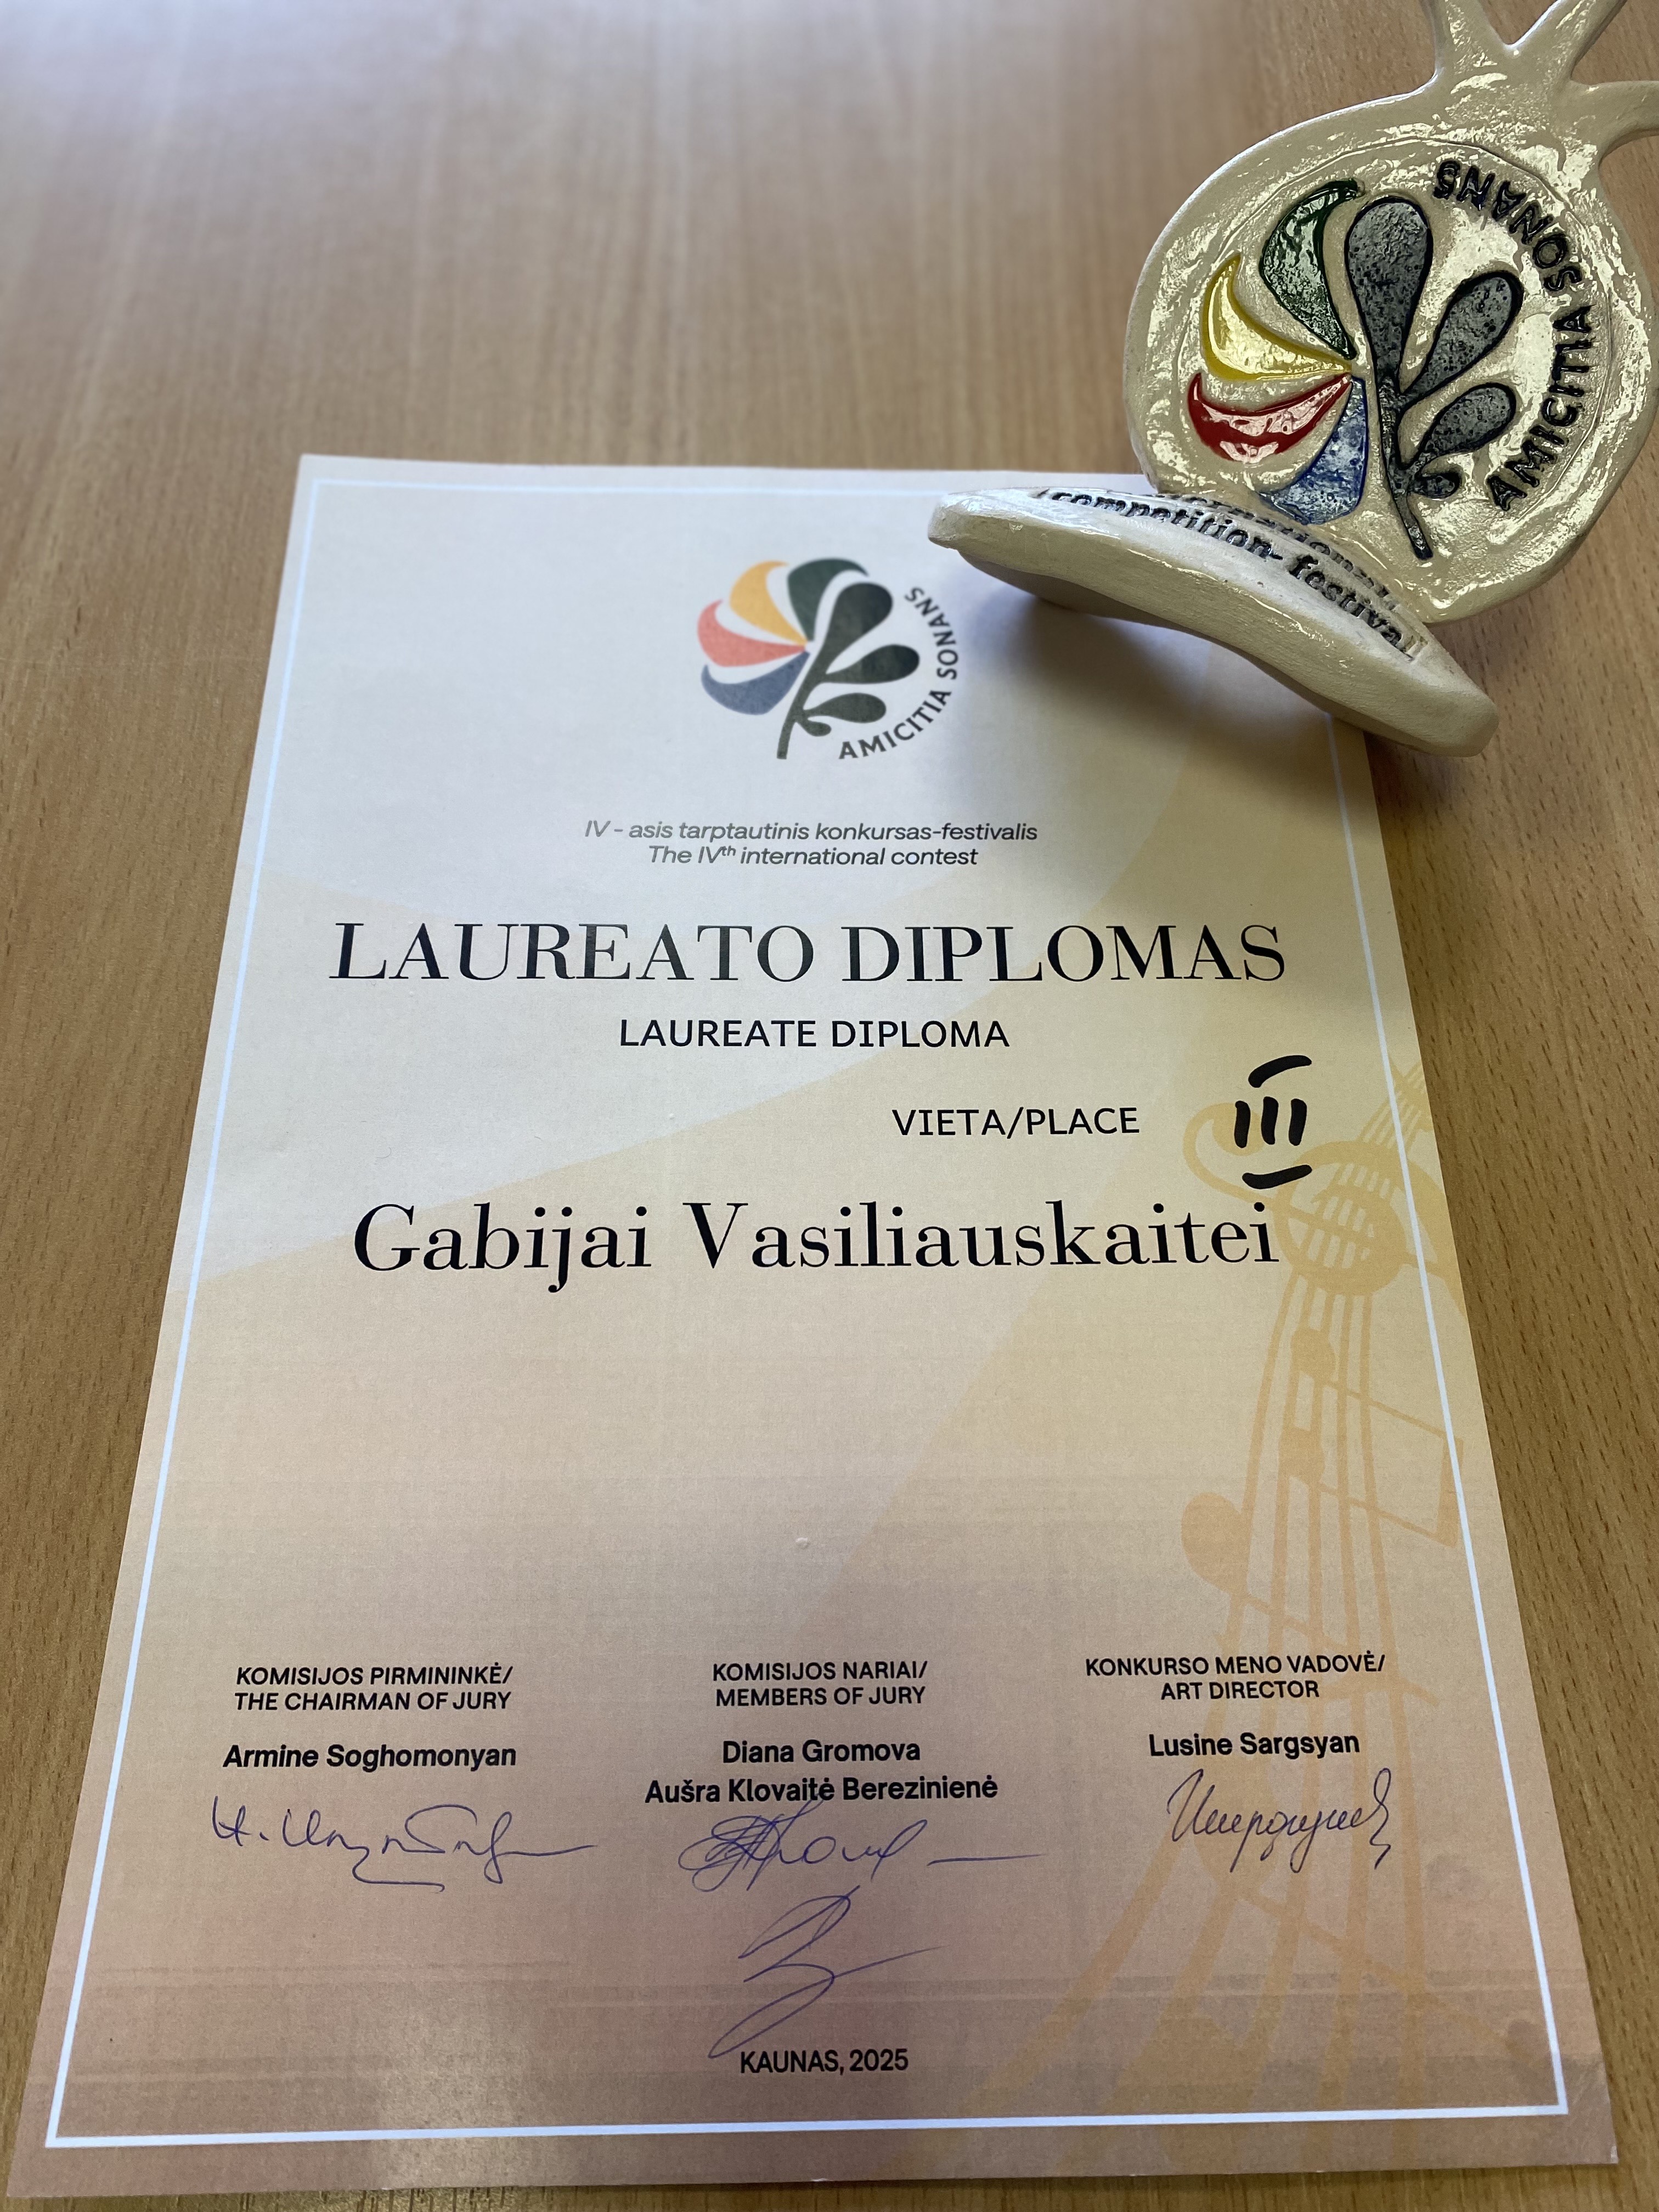 AMICITIA SONANS
competition- festival
AMICITIA SONANS
IV - asis tarptautinis konkursas-festivalis
The IVth international contest
LAUREATO DIPLOMAS
LAUREATE DIPLOMA
VIETA/PLACE III
Gabijai Vasiliauskaitei
KOMISIJOS PIRMININKĖ/
THE CHAIRMAN OF JURY
Armine Soghomonyan
KOMISIJOS NARIAI/
MEMBERS OF JURY
Diana Gromova
Aušra Klovaitė Berezinienė
KONKURSO MENO VADOVĖ/
ART DIRECTOR
Lusine Sargsyan
KAUNAS, 2025